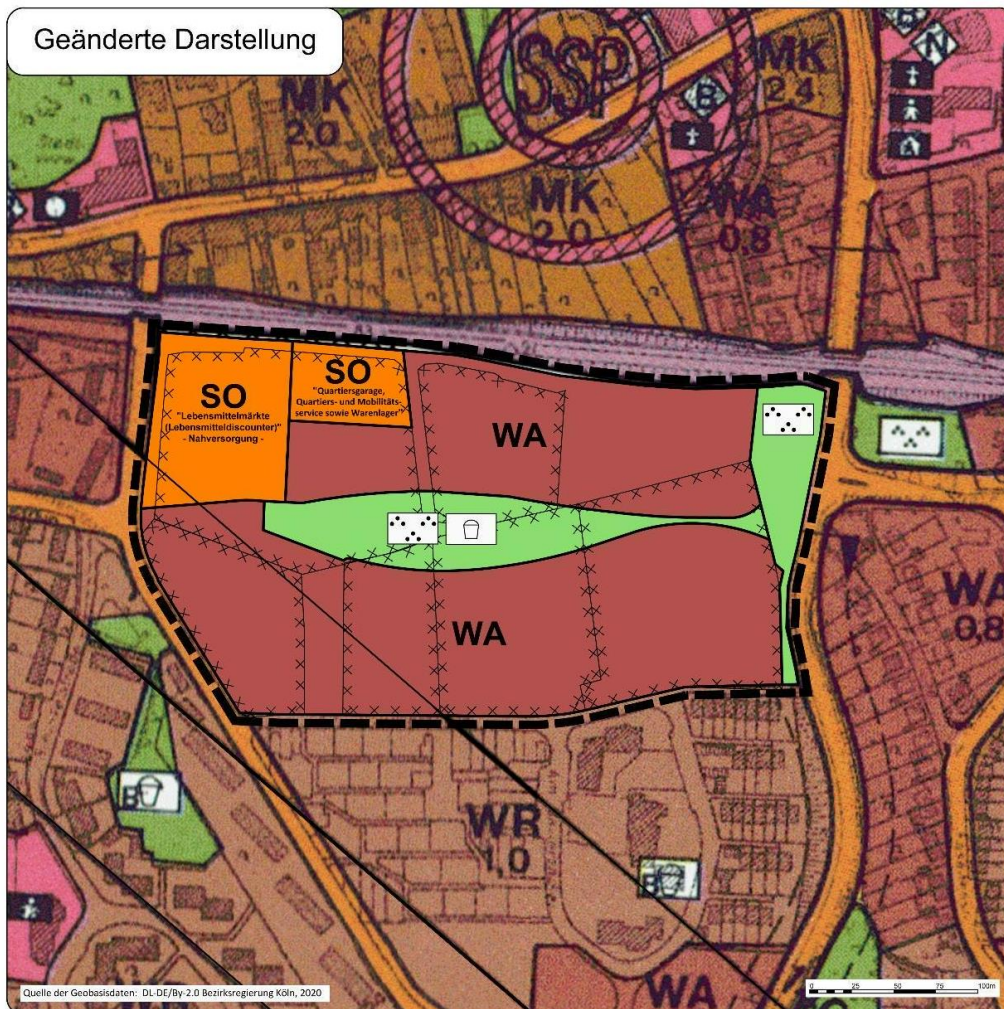 Geänderte Darstellung
MK
2,0
SSP
B
MK
2,4
B
N
MK
2,0
WA
0,8
SO
"Lebensmittelmärkte
(Lebensmitteldiscounter)"
- Nahversorgung -
SO
"Quartiersgarage,
Quartiers- und Mobilitäts-
service sowie Warenlager"
WA
WA
WA
0,8
B
WR
1,0
B
WA
Quelle der Geobasisdaten: DL-DE/By-2.0 Bezirksregierung Köln, 2020
0 25 50 75 100m